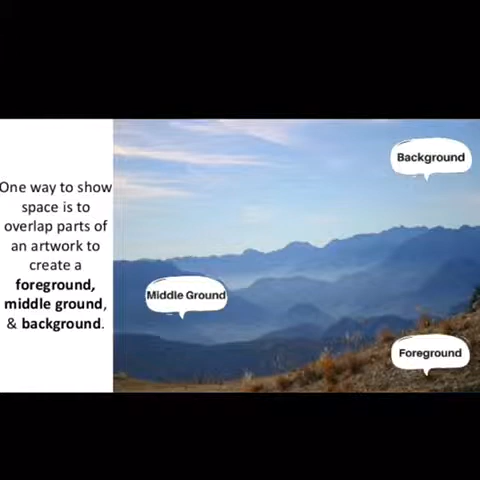 One way to show
space is to
overlap parts of
an artwork to
create a
foreground,
middle ground,
& background.
Background
Middle Ground
Foreground